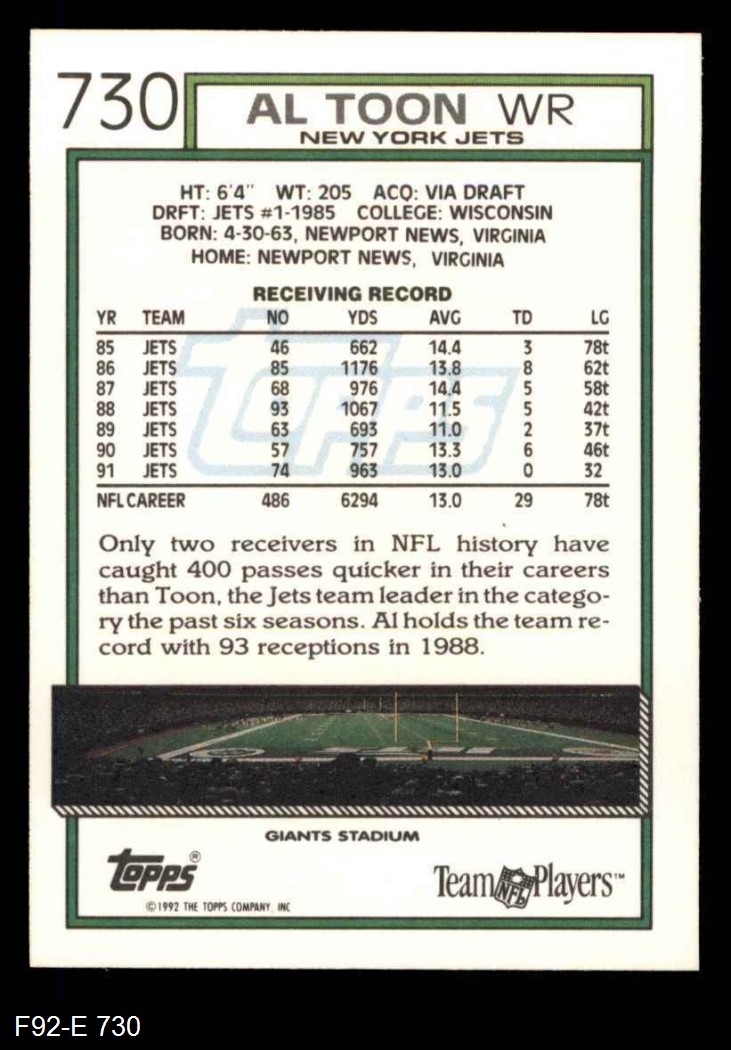 730
AL TOON WR
NEW YORK JETS
HT: 6'4" WT: 205 ACQ: VIA DRAFT
DRFT: JETS #1-1985 COLLEGE: WISCONSIN
BORN: 4-30-63, NEWPORT NEWS, VIRGINIA
HOME: NEWPORT NEWS, VIRGINIA
RECEIVING RECORD
YR TEAM NO YDS AVG TD LG
85 JETS 46 662 14.4 3 78t
86 JETS 85 1176 13.8 8 62t
87 JETS 68 976 14.4 5 58t
88 JETS 93 1067 11.5 5 42t
89 JETS 63 693 11.0 2 37t
90 JETS 57 757 13.3 6 46t
91 JETS 74 963 13.0 0 32
NFL CAREER 486 6294 13.0 29 78t
Topps
Only two receivers in NFL history have
caught 400 passes quicker in their careers
than Toon, the Jets team leader in the catego-
ry the past six seasons. Al holds the team re-
cord with 93 receptions in 1988.
GIANTS STADIUM
Topps®
Team NFL Players™
©1992 THE TOPPS COMPANY, INC
F92-E 730